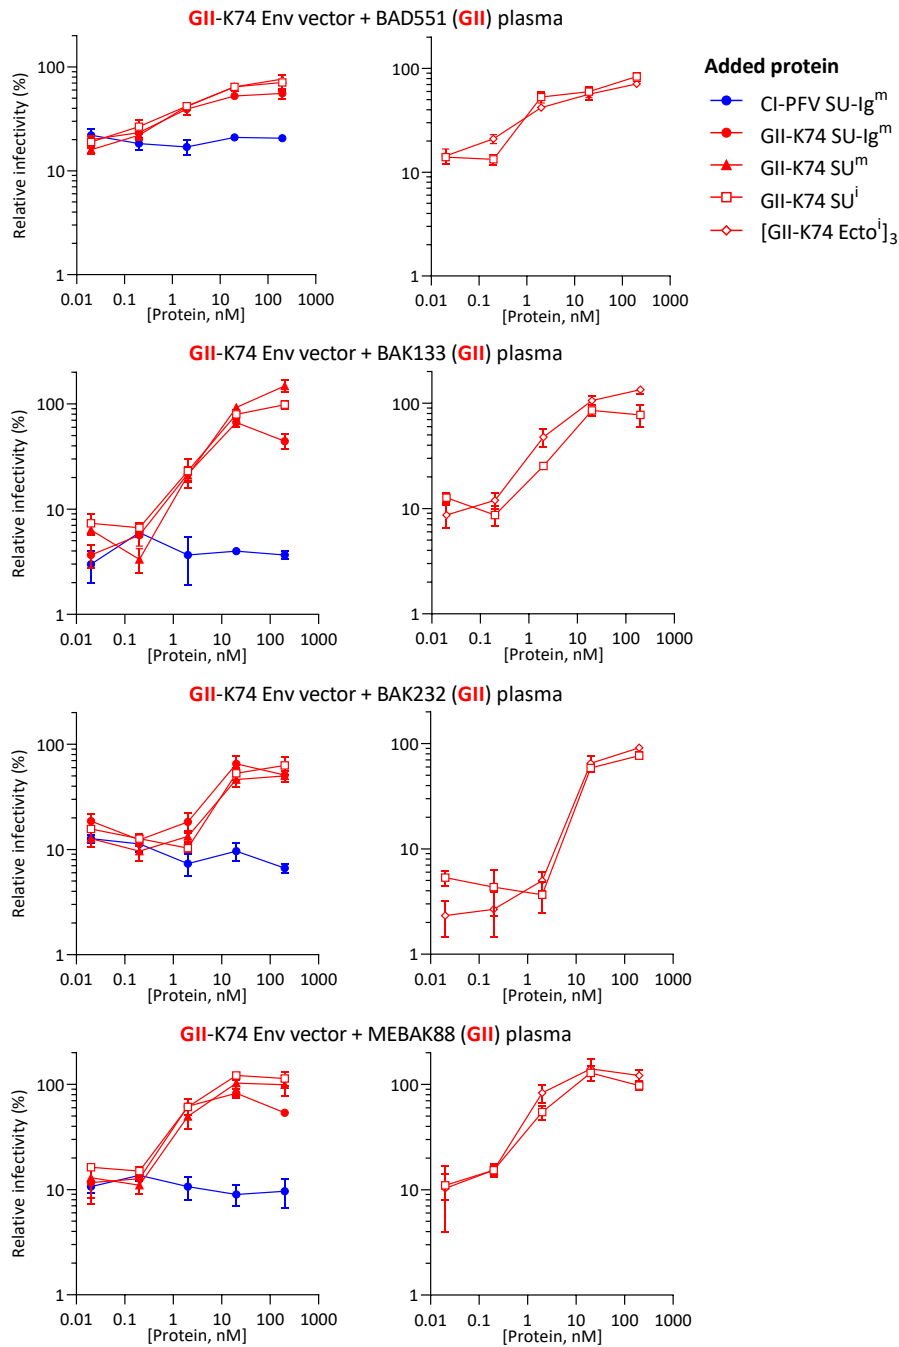 GII-K74 Env vector + BAD551 (GII) plasma
Relative infectivity (%)
100
10
1
0.01 0.1 1 10 100 1000
[Protein, nM]
100
10
1
0.01 0.1 1 10 100 1000
[Protein, nM]
Added protein
CI-PFV SU-Ig^m
GII-K74 SU-Ig^m
GII-K74 SU^m
GII-K74 SU^i
[GII-K74 Ecto^i]_3
GII-K74 Env vector + BAK133 (GII) plasma
Relative infectivity (%)
100
10
1
0.01 0.1 1 10 100 1000
[Protein, nM]
100
10
1
0.01 0.1 1 10 100 1000
[Protein, nM]
GII-K74 Env vector + BAK232 (GII) plasma
Relative infectivity (%)
100
10
1
0.01 0.1 1 10 100 1000
[Protein, nM]
100
10
1
0.01 0.1 1 10 100 1000
[Protein, nM]
GII-K74 Env vector + MEBAK88 (GII) plasma
Relative infectivity (%)
100
10
1
0.01 0.1 1 10 100 1000
[Protein, nM]
100
10
1
0.01 0.1 1 10 100 1000
[Protein, nM]